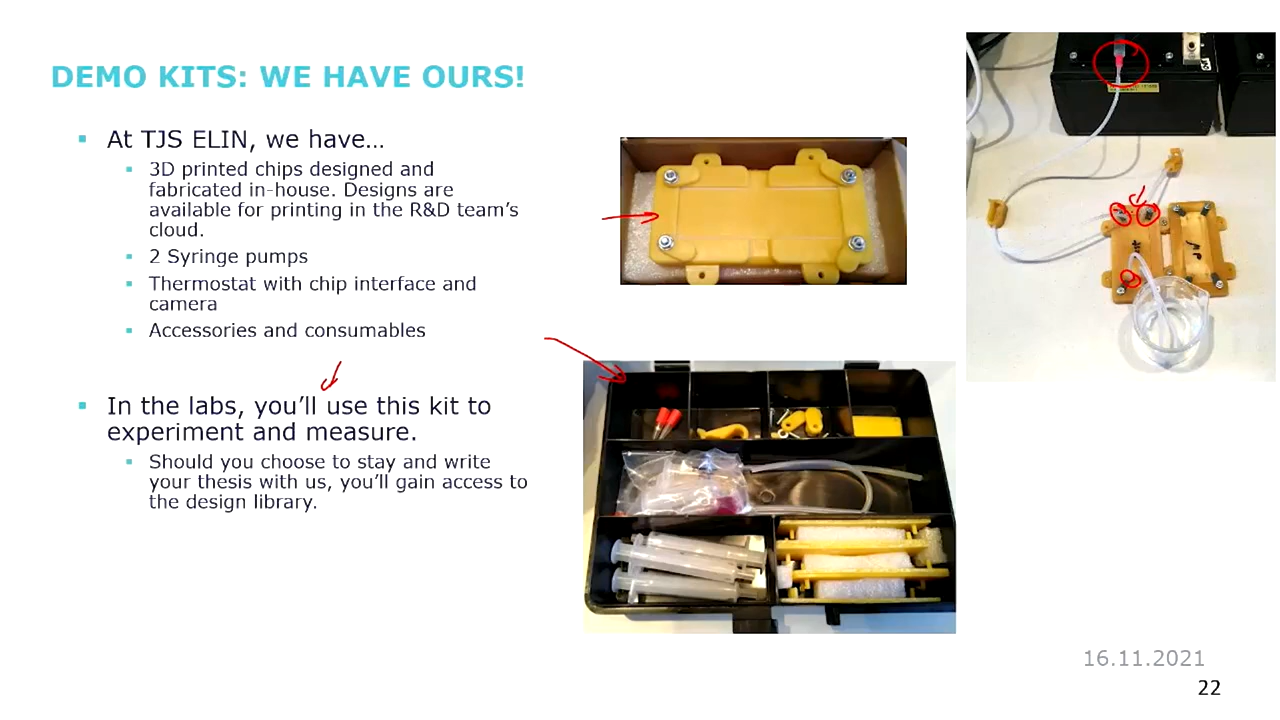 DEMO KITS: WE HAVE OURS!
▪ At TJS ELIN, we have…
▪ 3D printed chips designed and
fabricated in-house. Designs are
available for printing in the R&D team's
cloud.
▪ 2 Syringe pumps
▪ Thermostat with chip interface and
camera
▪ Accessories and consumables
▪ In the labs, you'll use this kit to
experiment and measure.
▪ Should you choose to stay and write
your thesis with us, you'll gain access to
the design library.
16.11.2021
22